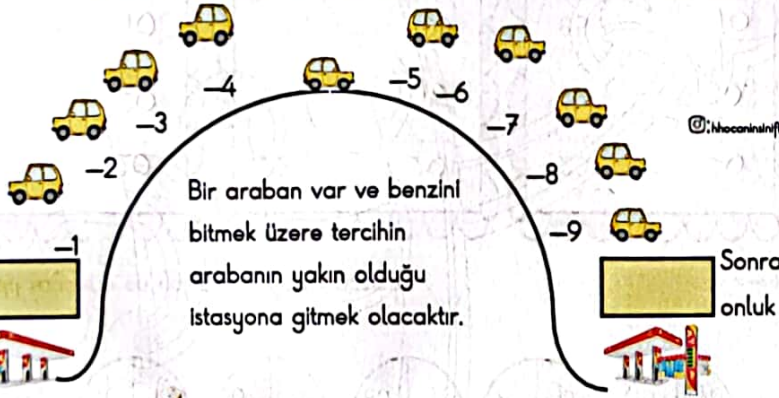 –4
–5
–6
–3
–7
–2
–8
–1
–9
Bir araban var ve benzini
bitmek üzere tercihin
arabanın yakın olduğu
istasyona gitmek olacaktır.
Sonra
onluk